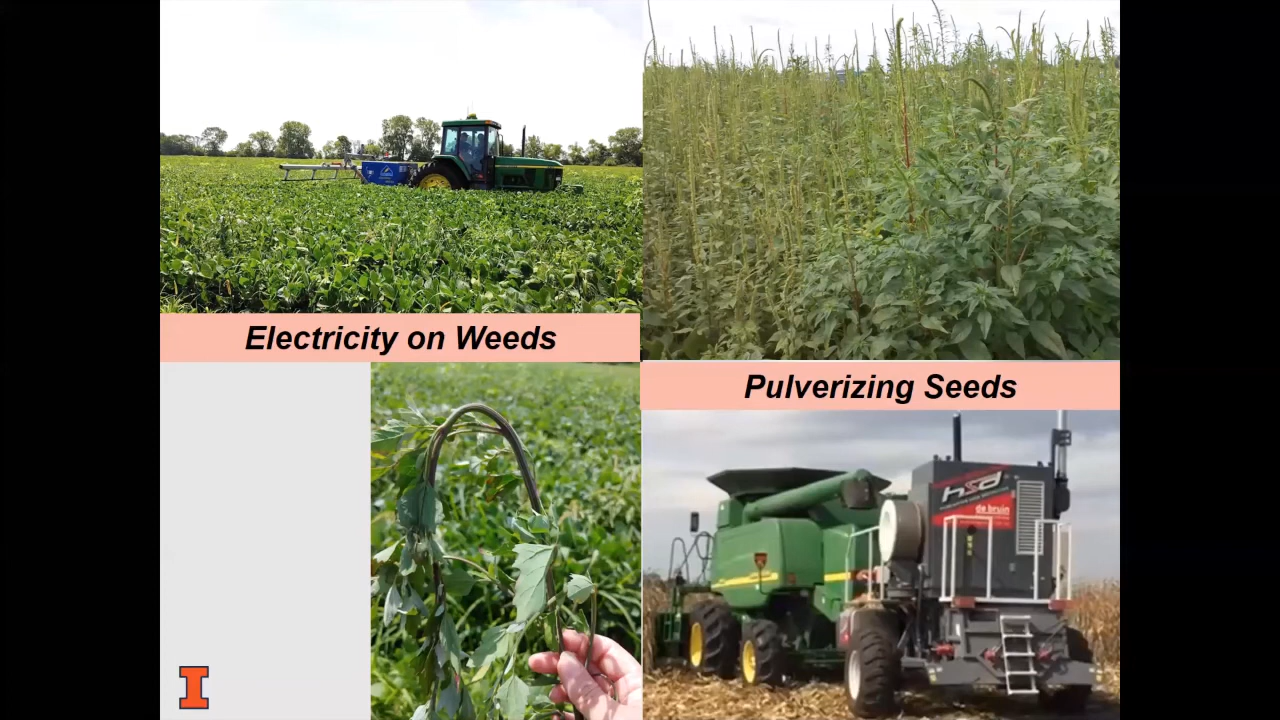 Electricity on Weeds
Pulverizing Seeds
hsd
de bruin
I